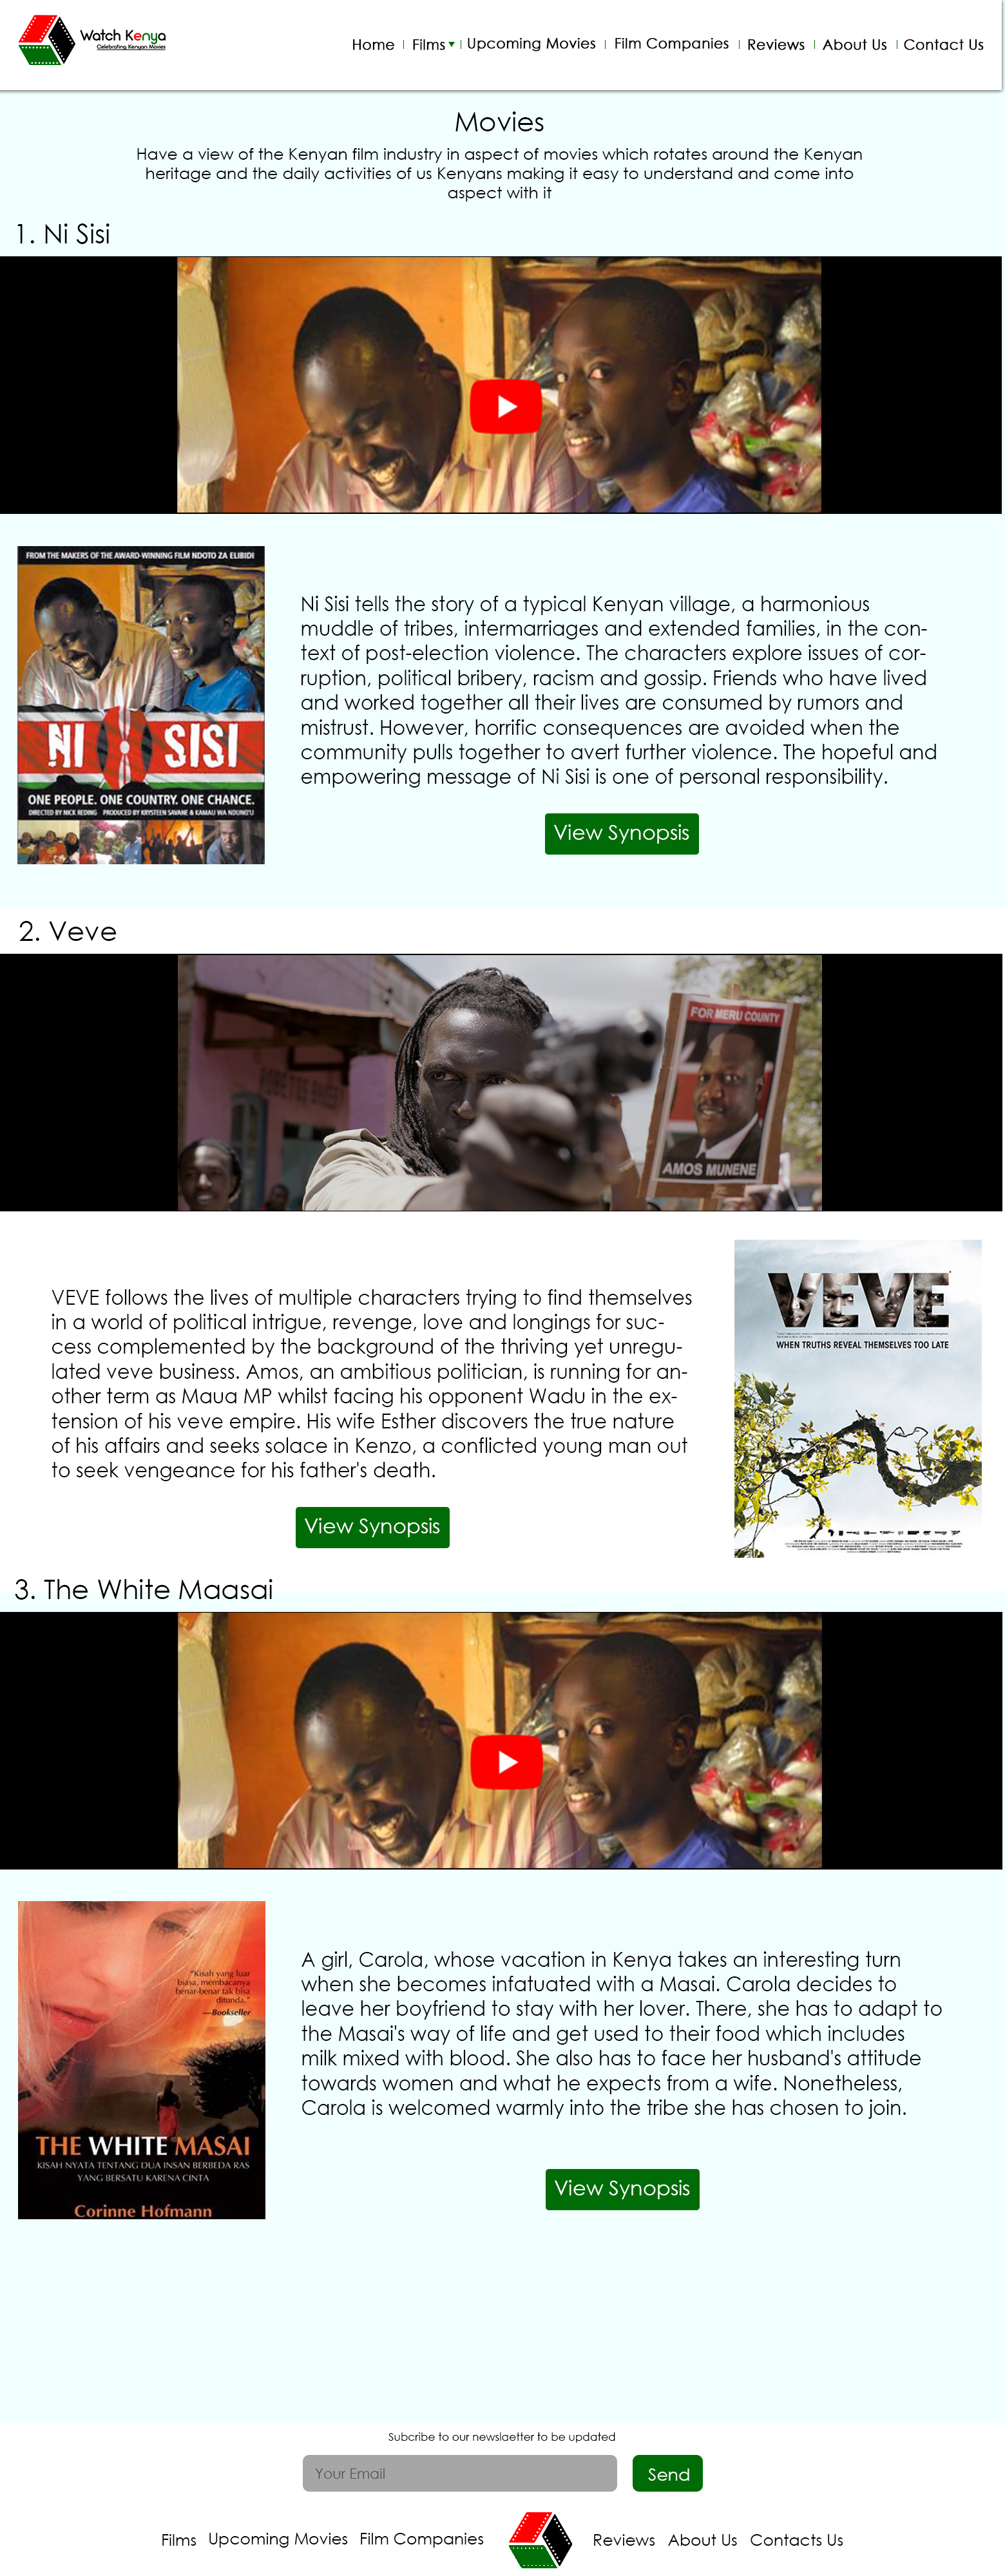 Watch Kenya
Celebrating Kenyan Movies
Home Films Upcoming Movies Film Companies Reviews About Us Contact Us
Movies
Have a view of the Kenyan film industry in aspect of movies which rotates around the Kenyan
heritage and the daily activities of us Kenyans making it easy to understand and come into
aspect with it
1. Ni Sisi
FROM THE MAKERS OF THE AWARD-WINNING FILM NDOTO ZA ELIBIDI
NI SISI
ONE PEOPLE. ONE COUNTRY. ONE CHANCE.
DIRECTED BY NICK REDING PRODUCED BY KRYSTEEN SAVANE & KAMAU WA NDUNG'U
Ni Sisi tells the story of a typical Kenyan village, a harmonious
muddle of tribes, intermarriages and extended families, in the con-
text of post-election violence. The characters explore issues of cor-
ruption, political bribery, racism and gossip. Friends who have lived
and worked together all their lives are consumed by rumors and
mistrust. However, horrific consequences are avoided when the
community pulls together to avert further violence. The hopeful and
empowering message of Ni Sisi is one of personal responsibility.
View Synopsis
2. Veve
FOR MERU COUNTY
AMOS MUNENE
VEVE follows the lives of multiple characters trying to find themselves
in a world of political intrigue, revenge, love and longings for suc-
cess complemented by the background of the thriving yet unregu-
lated veve business. Amos, an ambitious politician, is running for an-
other term as Maua MP whilst facing his opponent Wadu in the ex-
tension of his veve empire. His wife Esther discovers the true nature
of his affairs and seeks solace in Kenzo, a conflicted young man out
to seek vengeance for his father's death.
View Synopsis
VEVE
WHEN TRUTHS REVEAL THEMSELVES TOO LATE
3. The White Maasai
"Kisah yang luar
biasa, membacanya
benar-benar tak bisa
ditunda."
—Bookseller
THE WHITE MASAI
KISAH NYATA TENTANG DUA INSAN BERBEDA RAS
YANG BERSATU KARENA CINTA
Corinne Hofmann
A girl, Carola, whose vacation in Kenya takes an interesting turn
when she becomes infatuated with a Masai. Carola decides to
leave her boyfriend to stay with her lover. There, she has to adapt to
the Masai's way of life and get used to their food which includes
milk mixed with blood. She also has to face her husband's attitude
towards women and what he expects from a wife. Nonetheless,
Carola is welcomed warmly into the tribe she has chosen to join.
View Synopsis
Subcribe to our newslaetter to be updated
Your Email
Send
Films Upcoming Movies Film Companies Reviews About Us Contacts Us